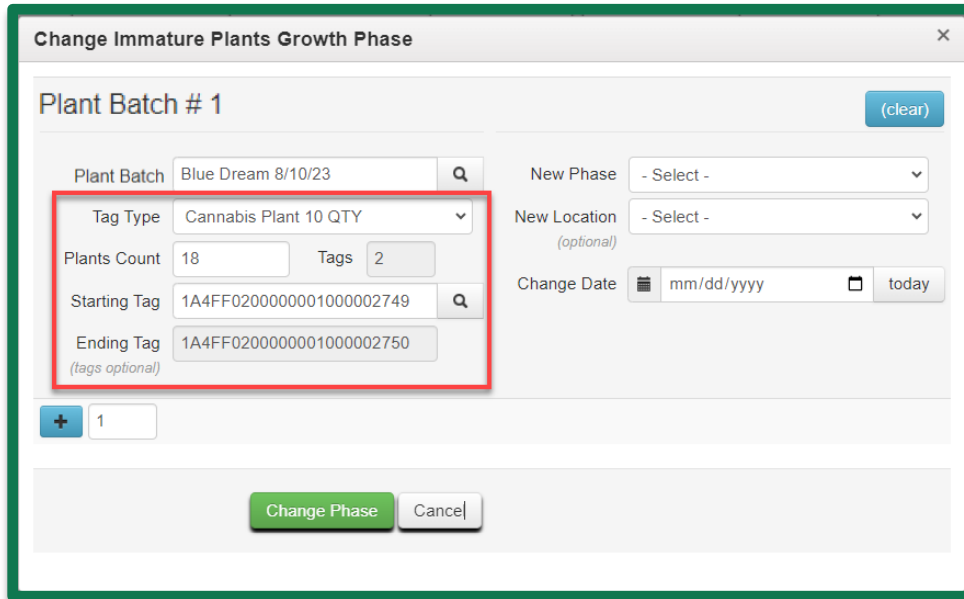 Change Immature Plants Growth Phase ×
Plant Batch # 1
(clear)
Plant Batch Blue Dream 8/10/23
Tag Type Cannabis Plant 10 QTY
Plants Count 18 Tags 2
Starting Tag 1A4FF0200000001000002749
Ending Tag 1A4FF0200000001000002750
(tags optional)
New Phase - Select -
New Location - Select -
(optional)
Change Date mm/dd/yyyy today
+ 1
Change Phase Cancel